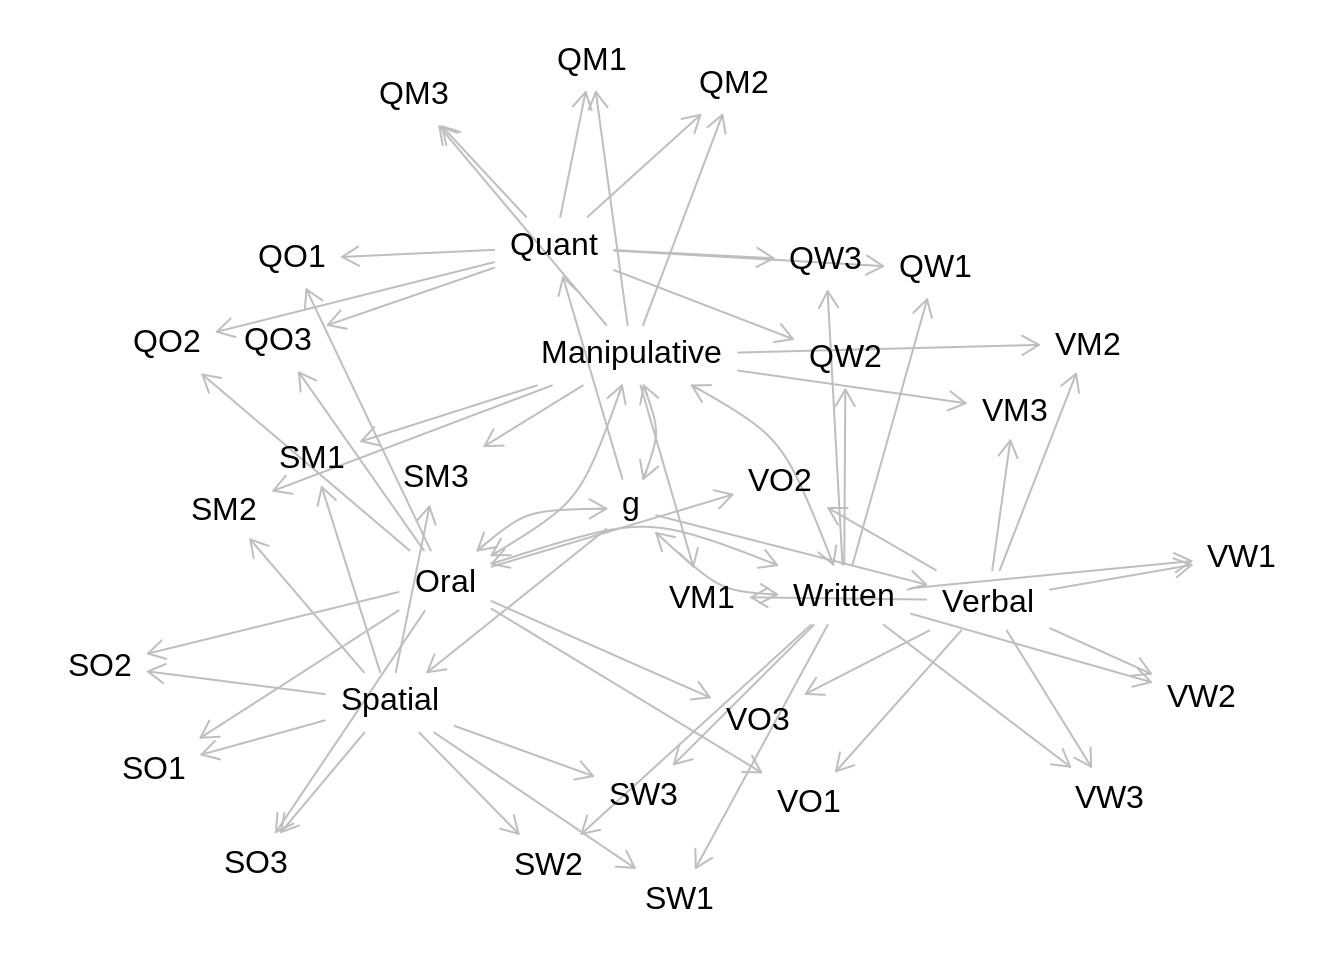 QM1
QM2
QM3
Quant
QO1
QW3
QW1
QO2
QO3
Manipulative
QW2
VM2
VM3
SM1
SM3
VO2
SM2
g
VW1
Oral
VM1
Written
Verbal
SO2
Spatial
VW2
VO3
SO1
SW3
VO1
VW3
SO3
SW2
SW1